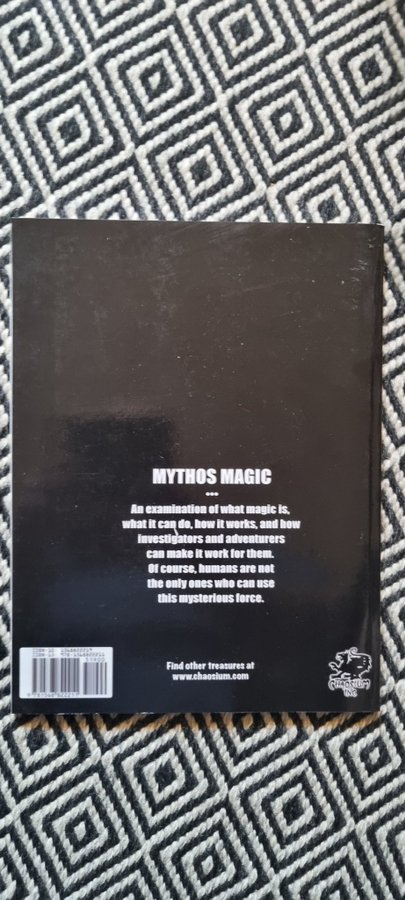 MYTHOS MAGIC
•••
An examination of what magic is,
what it can do, how it works, and how
investigators and adventurers
can make it work for them.
Of course, humans are not
the only ones who can use
this mysterious force.
51900
Find other treasures at
www.chaosium.com
CHAOSIUM
INC.